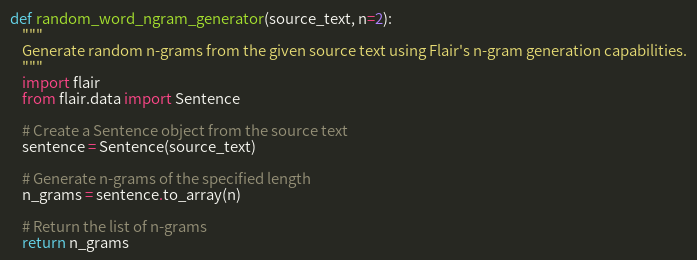 def random_word_ngram_generator(source_text, n=2):
    """
    Generate random n-grams from the given source text using Flair's n-gram generation capabilities.
    """
    import flair
    from flair.data import Sentence

    # Create a Sentence object from the source text
    sentence = Sentence(source_text)

    # Generate n-grams of the specified length
    n_grams = sentence.to_array(n)

    # Return the list of n-grams
    return n_grams